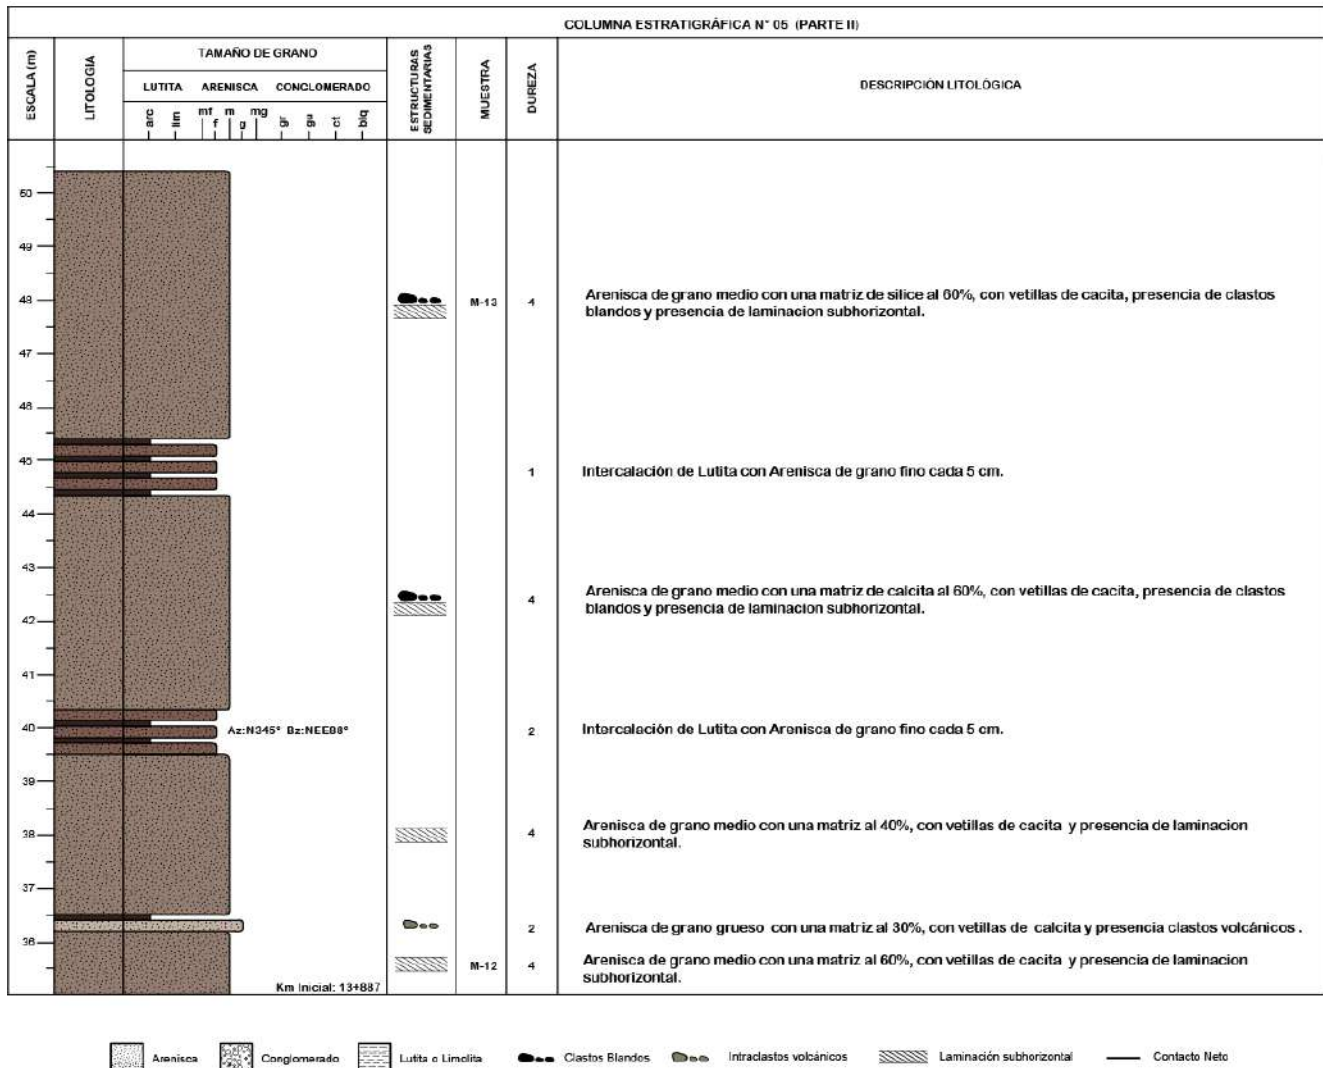 COLUMNA ESTRATIGRÁFICA N° 05 (PARTE II)
ESCALA (m)
LITOLOGIA
TAMAÑO DE GRANO
LUTITA ARENISCA CONGLOMERADO
arc lim mf f m g mg gr gu ct blq
ESTRUCTURAS
SEDIMENTARIAS
MUESTRA
DUREZA
DESCRIPCIÓN LITOLÓGICA
50
49
48
M-13
4
Arenisca de grano medio con una matriz de silice al 60%, con vetillas de cacita, presencia de clastos
blandos y presencia de laminacion subhorizontal.
47
46
45
1
Intercalación de Lutita con Arenisca de grano fino cada 5 cm.
44
43
4
Arenisca de grano medio con una matriz de calcita al 60%, con vetillas de cacita, presencia de clastos
blandos y presencia de laminacion subhorizontal.
42
41
40
Az:N345° Bz:NEE88°
2
Intercalación de Lutita con Arenisca de grano fino cada 5 cm.
39
38
4
Arenisca de grano medio con una matriz al 40%, con vetillas de cacita y presencia de laminacion
subhorizontal.
37
36
2
Arenisca de grano grueso con una matriz al 30%, con vetillas de calcita y presencia clastos volcánicos .
M-12
4
Arenisca de grano medio con una matriz al 60%, con vetillas de cacita y presencia de laminacion
subhorizontal.
Km Inicial: 13+887
Arenisca Conglomerado Lutita o Limolita Clastos Blandos Intraclastos volcánicos Laminación subhorizontal Contacto Neto